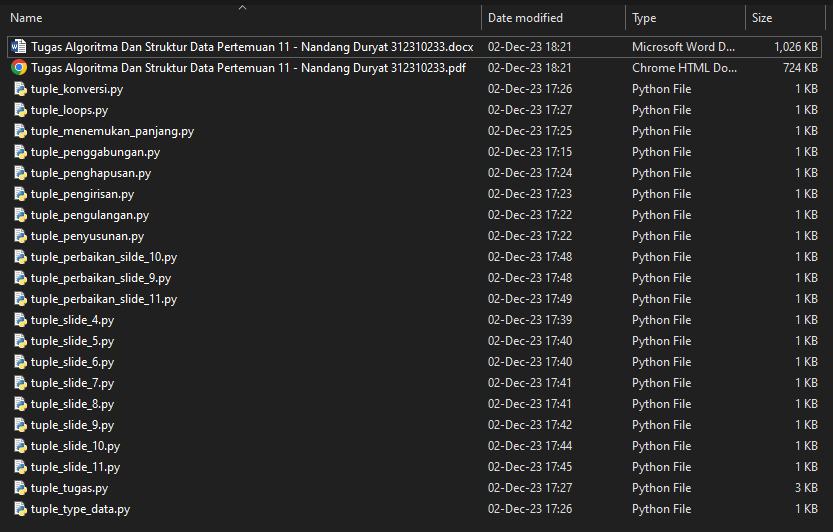 Name Date modified Type Size
Tugas Algoritma Dan Struktur Data Pertemuan 11 - Nandang Duryat 312310233.docx 02-Dec-23 18:21 Microsoft Word D... 1,026 KB
Tugas Algoritma Dan Struktur Data Pertemuan 11 - Nandang Duryat 312310233.pdf 02-Dec-23 18:21 Chrome HTML Do... 724 KB
tuple_konversi.py 02-Dec-23 17:26 Python File 1 KB
tuple_loops.py 02-Dec-23 17:27 Python File 1 KB
tuple_menemukan_panjang.py 02-Dec-23 17:25 Python File 1 KB
tuple_penggabungan.py 02-Dec-23 17:15 Python File 1 KB
tuple_penghapusan.py 02-Dec-23 17:24 Python File 1 KB
tuple_pengirisan.py 02-Dec-23 17:23 Python File 1 KB
tuple_pengulangan.py 02-Dec-23 17:22 Python File 1 KB
tuple_penyusunan.py 02-Dec-23 17:22 Python File 1 KB
tuple_perbaikan_silde_10.py 02-Dec-23 17:48 Python File 1 KB
tuple_perbaikan_slide_9.py 02-Dec-23 17:48 Python File 1 KB
tuple_perbaikan_slide_11.py 02-Dec-23 17:49 Python File 1 KB
tuple_slide_4.py 02-Dec-23 17:39 Python File 1 KB
tuple_slide_5.py 02-Dec-23 17:40 Python File 1 KB
tuple_slide_6.py 02-Dec-23 17:40 Python File 1 KB
tuple_slide_7.py 02-Dec-23 17:41 Python File 1 KB
tuple_slide_8.py 02-Dec-23 17:41 Python File 1 KB
tuple_slide_9.py 02-Dec-23 17:42 Python File 1 KB
tuple_slide_10.py 02-Dec-23 17:44 Python File 1 KB
tuple_slide_11.py 02-Dec-23 17:45 Python File 1 KB
tuple_tugas.py 02-Dec-23 17:27 Python File 3 KB
tuple_type_data.py 02-Dec-23 17:26 Python File 1 KB